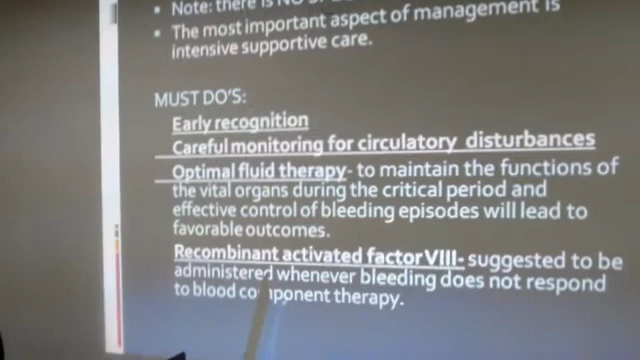 Note: there is NO
The most important aspect of management is
intensive supportive care.
MUST DO'S:
Early recognition
Careful monitoring for circulatory disturbances
Optimal fluid therapy- to maintain the functions of
the vital organs during the critical period and
effective control of bleeding episodes will lead to
favorable outcomes.
Recombinant activated factor VIII- suggested to be
administered whenever bleeding does not respond
to blood component therapy.